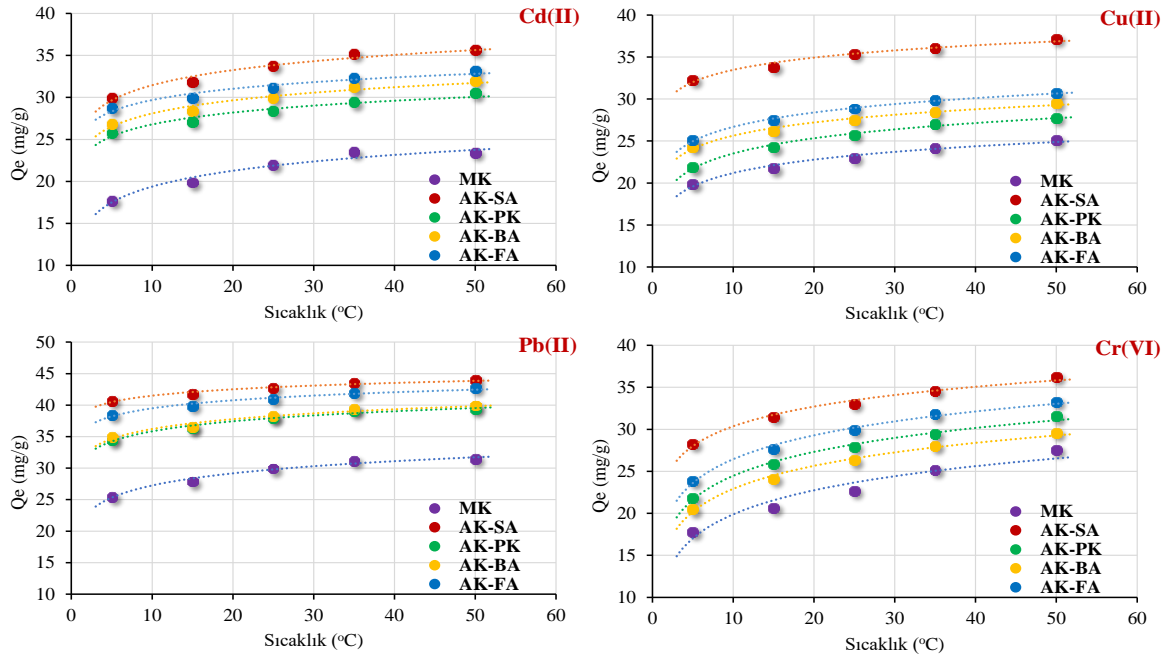 Cd(II)
Qe (mg/g)
40
35
30
25
20
15
10
MK
AK-SA
AK-PK
AK-BA
AK-FA
0 10 20 30 40 50 60
Sıcaklık (°C)
Cu(II)
Qe (mg/g)
40
35
30
25
20
15
10
MK
AK-SA
AK-PK
AK-BA
AK-FA
0 10 20 30 40 50 60
Sıcaklık (°C)
Pb(II)
Qe (mg/g)
50
45
40
35
30
25
20
15
10
MK
AK-SA
AK-PK
AK-BA
AK-FA
0 10 20 30 40 50 60
Sıcaklık (°C)
Cr(VI)
Qe (mg/g)
40
35
30
25
20
15
10
MK
AK-SA
AK-PK
AK-BA
AK-FA
0 10 20 30 40 50 60
Sıcaklık (°C)